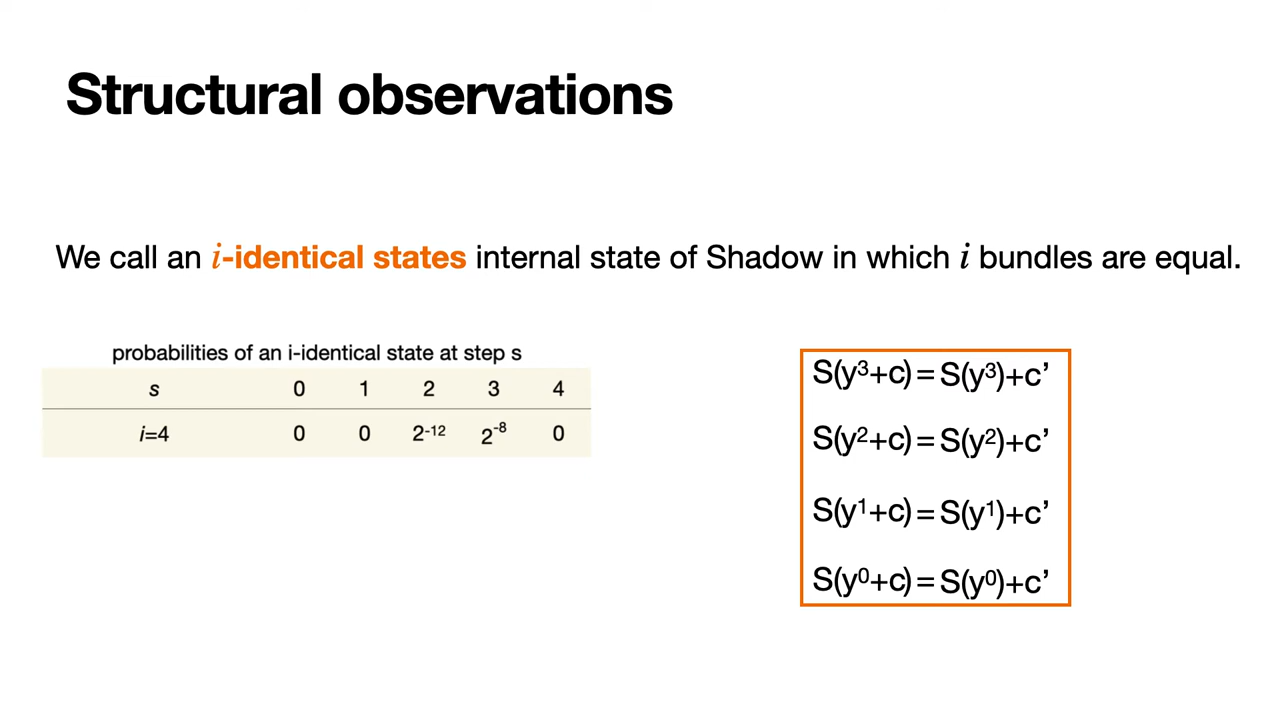 Structural observations
We call an i-identical states internal state of Shadow in which i bundles are equal.
probabilities of an i-identical state at step s
s 0 1 2 3 4
i=4 0 0 2⁻¹² 2⁻⁸ 0
S(y³+c) = S(y³)+c’
S(y²+c) = S(y²)+c’
S(y¹+c) = S(y¹)+c’
S(y⁰+c) = S(y⁰)+c’